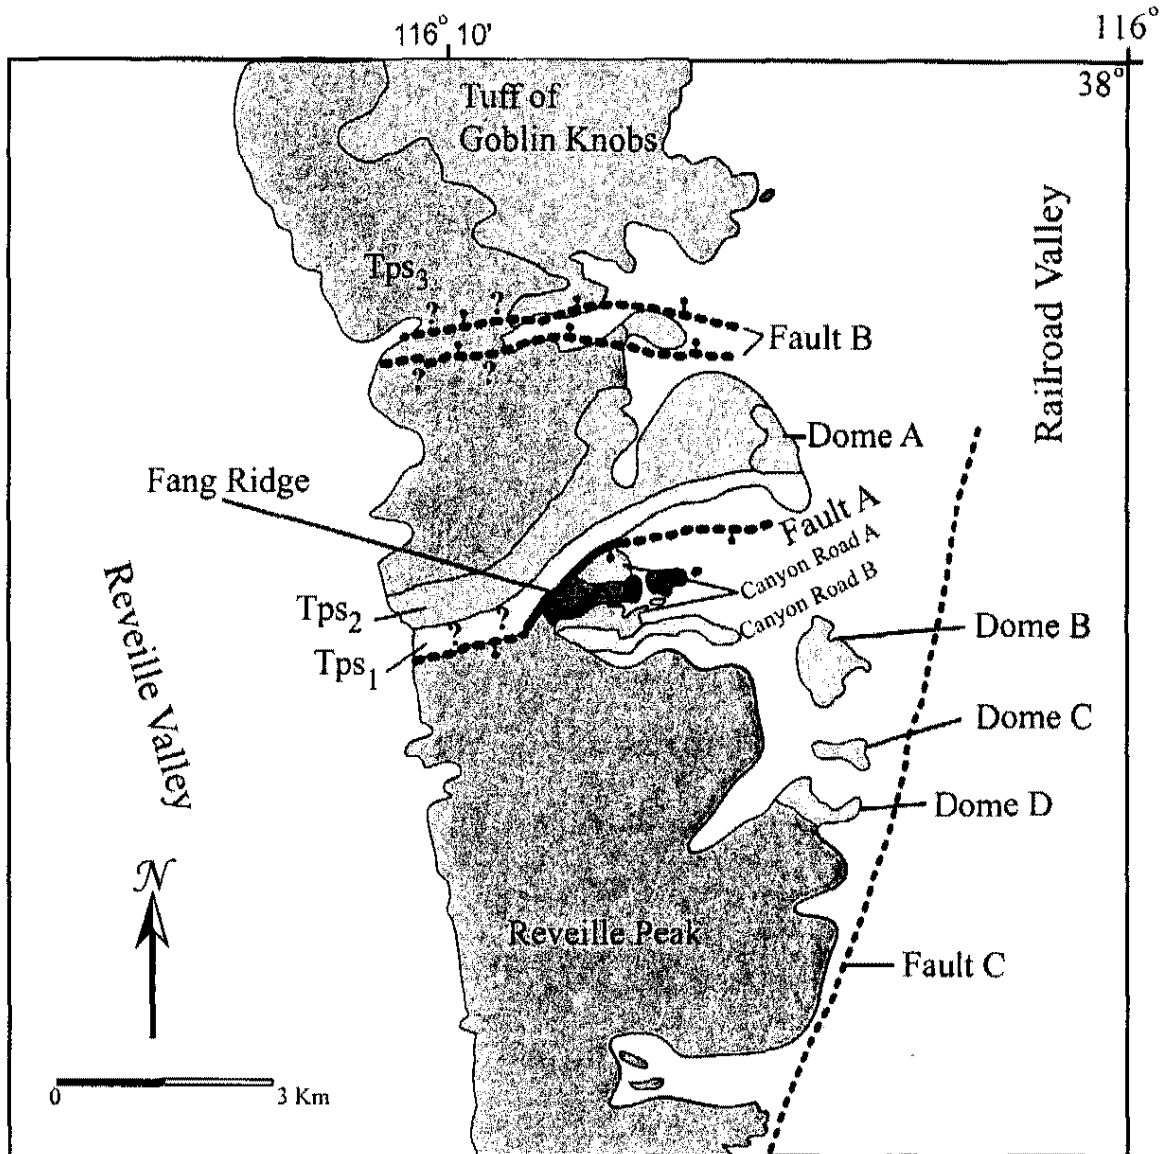 116° 10'
116°
38°
Tuff of
Goblin Knobs
Railroad Valley
Tps3
?
?
Fault B
?
?
Dome A
Fang Ridge
Fault A
Canyon Road A
Canyon Road B
Reveille Valley
Tps2
?
?
Tps1
Dome B
Dome C
Dome D
N
Reveille Peak
Fault C
0
3 Km